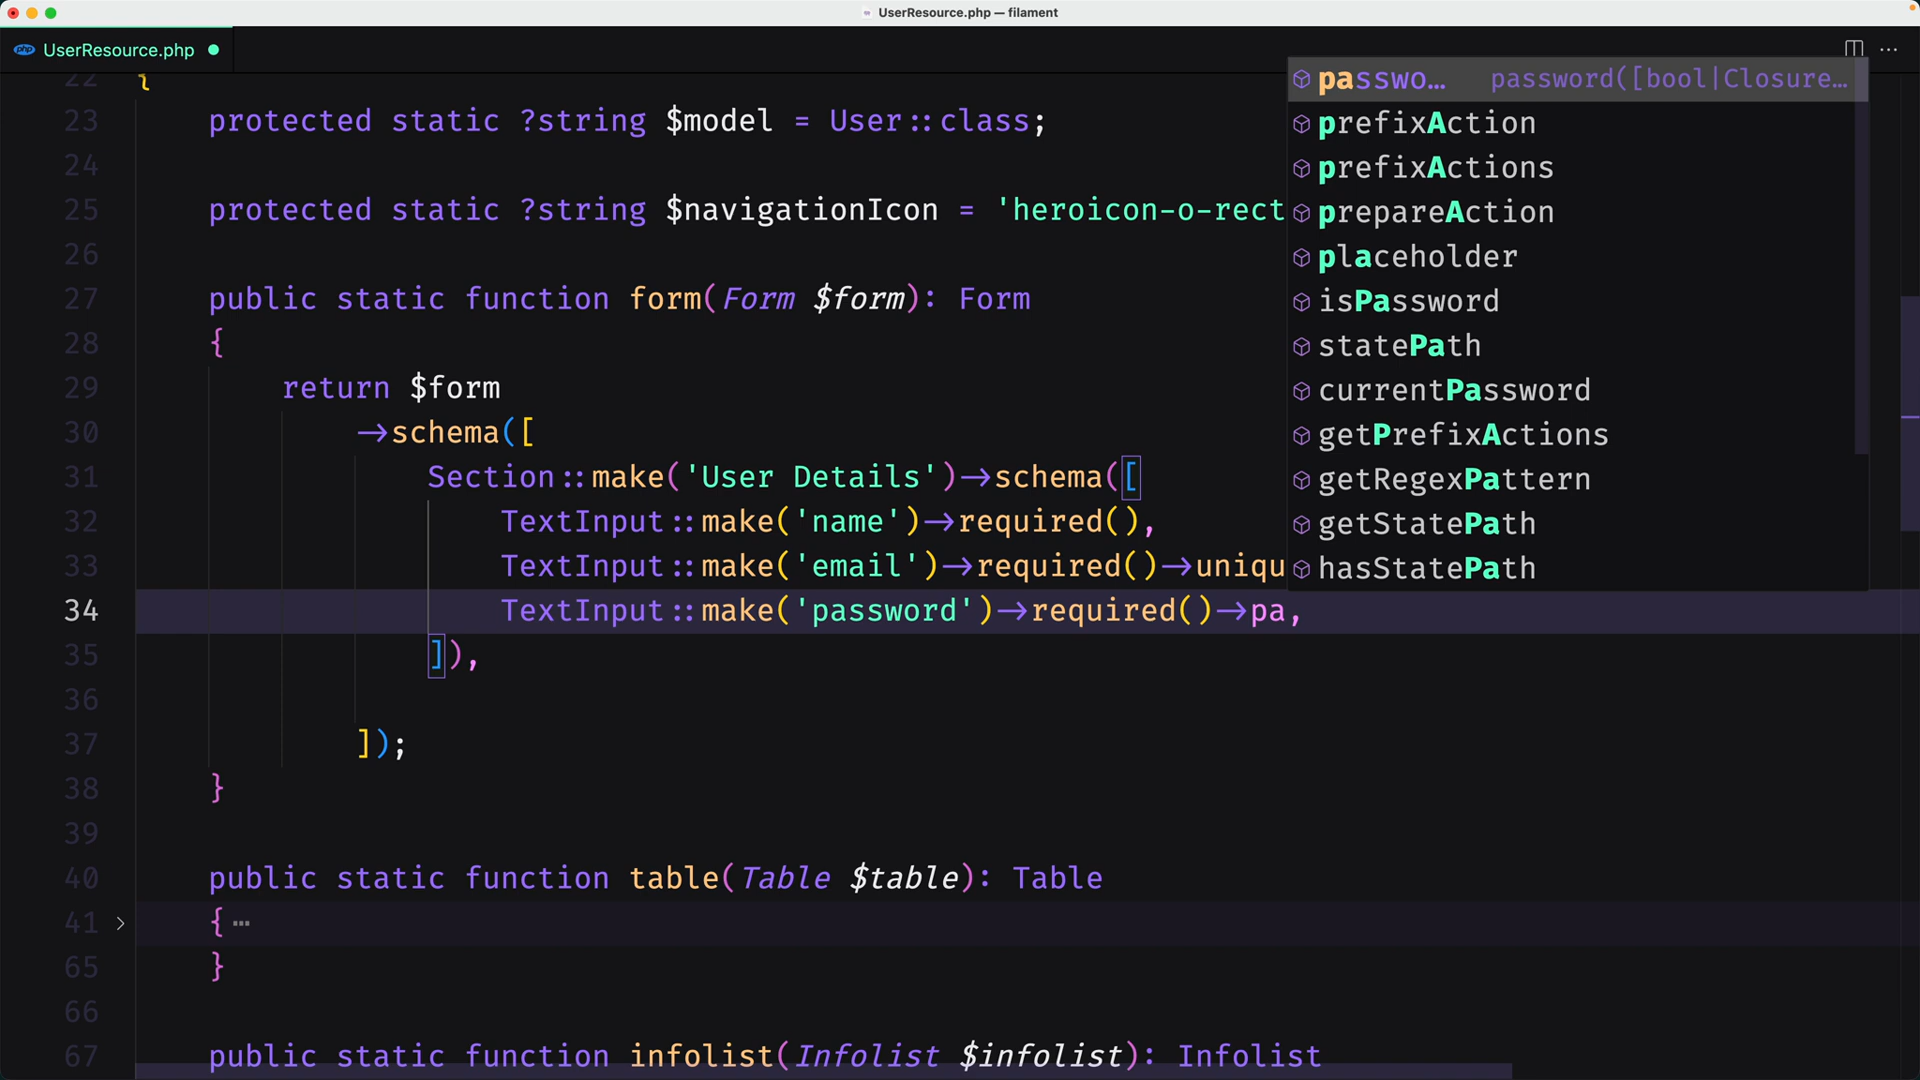 UserResource.php — filament
php UserResource.php
22 {
23 protected static ?string $model = User::class;
24
25 protected static ?string $navigationIcon = 'heroicon-o-rect
26
27 public static function form(Form $form): Form
28 {
29 return $form
30 ->schema([
31 Section::make('User Details')->schema([
32 TextInput::make('name')->required(),
33 TextInput::make('email')->required()->uniqu
34 TextInput::make('password')->required()->pa,
35 ]),
36
37 ]);
38 }
39
40 public static function table(Table $table): Table
41 { ⋯
65 }
66
67 public static function infolist(Infolist $infolist): Infolist
passwo… password([bool|Closure…
prefixAction
prefixActions
prepareAction
placeholder
isPassword
statePath
currentPassword
getPrefixActions
getRegexPattern
getStatePath
hasStatePath